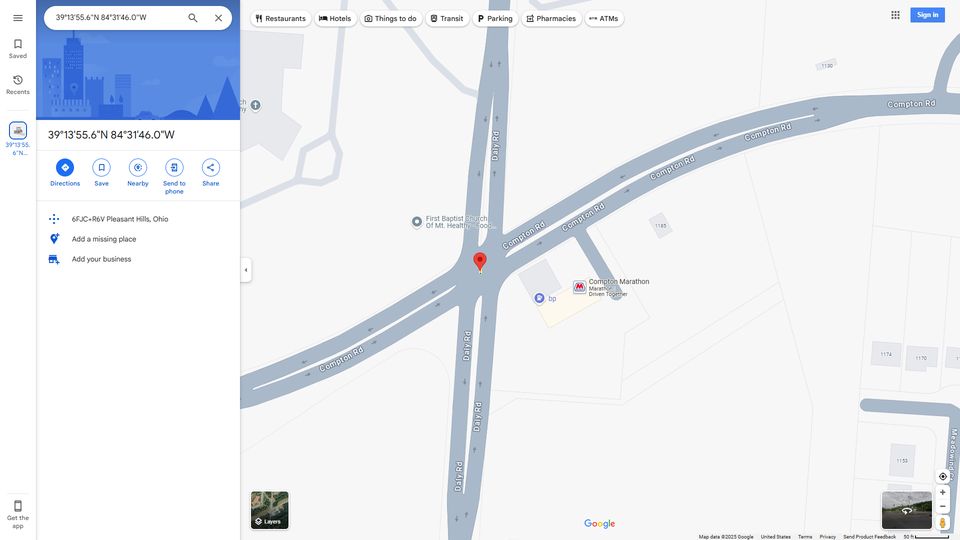 39°13'55.6"N 84°31'46.0"W
Restaurants
Hotels
Things to do
Transit
Parking
Pharmacies
ATMs
Sign in
Saved
Recents
39°13'55.
6"N...
39°13'55.6"N 84°31'46.0"W
Directions
Save
Nearby
Send to
phone
Share
6FJC+R6V Pleasant Hills, Ohio
Add a missing place
Add your business
Get the
app
1130
Compton Rd
Compton Rd
Compton Rd
Daly Rd
Compton Rd
Compton Rd
First Baptist Church
Of Mt. Healthy - Food...
1185
Compton Marathon
Marathon
Driven Together
bp
Daly Rd
Compton Rd
1174
1170
Daly Rd
Daly Rd
1153
Layers
Google
Map data ©2025 Google
United States
Terms
Privacy
Send Product Feedback
50 ft